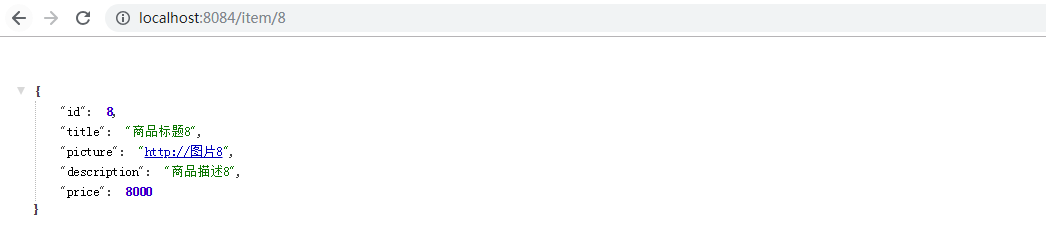 localhost:8084/item/8
{
"id": 8,
"title": "商品标题8",
"picture": "http://图片8",
"description": "商品描述8",
"price": 8000
}